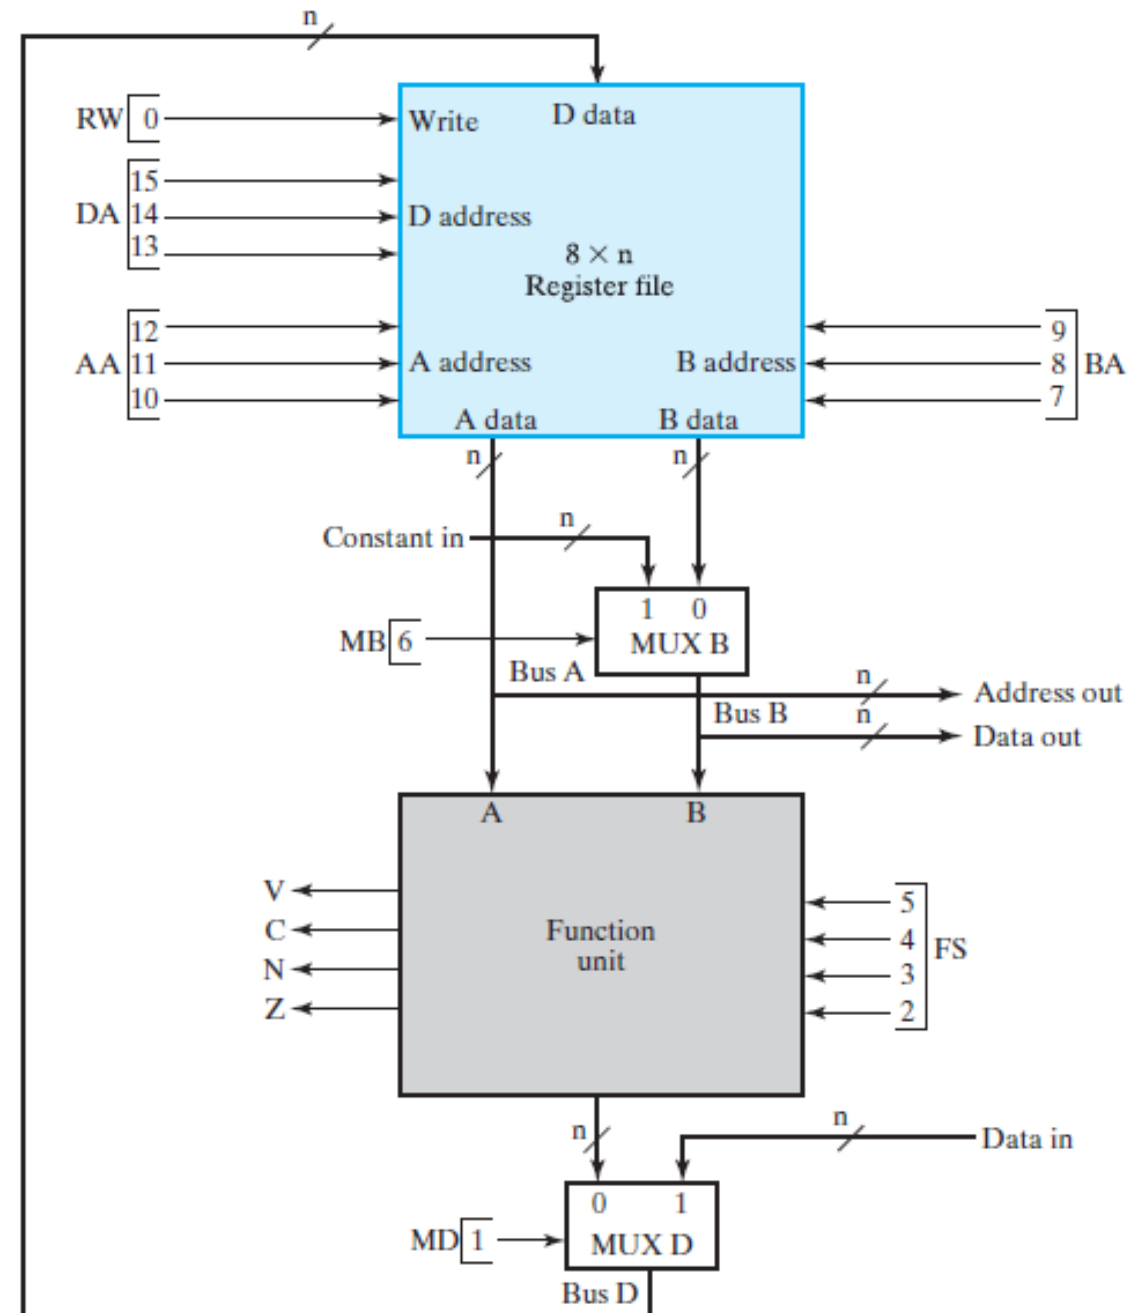 n
RW 0
Write
D data
15
DA 14
13
D address
8 × n
Register file
12
AA 11
10
A address
B address
9
8 BA
7
A data
B data
n
n
Constant in
n
1 0
MUX B
MB 6
Bus A
n
Address out
Bus B
n
Data out
A
B
V
C
N
Z
Function
unit
5
4
3
2
FS
n
n
Data in
0 1
MUX D
MD 1
Bus D